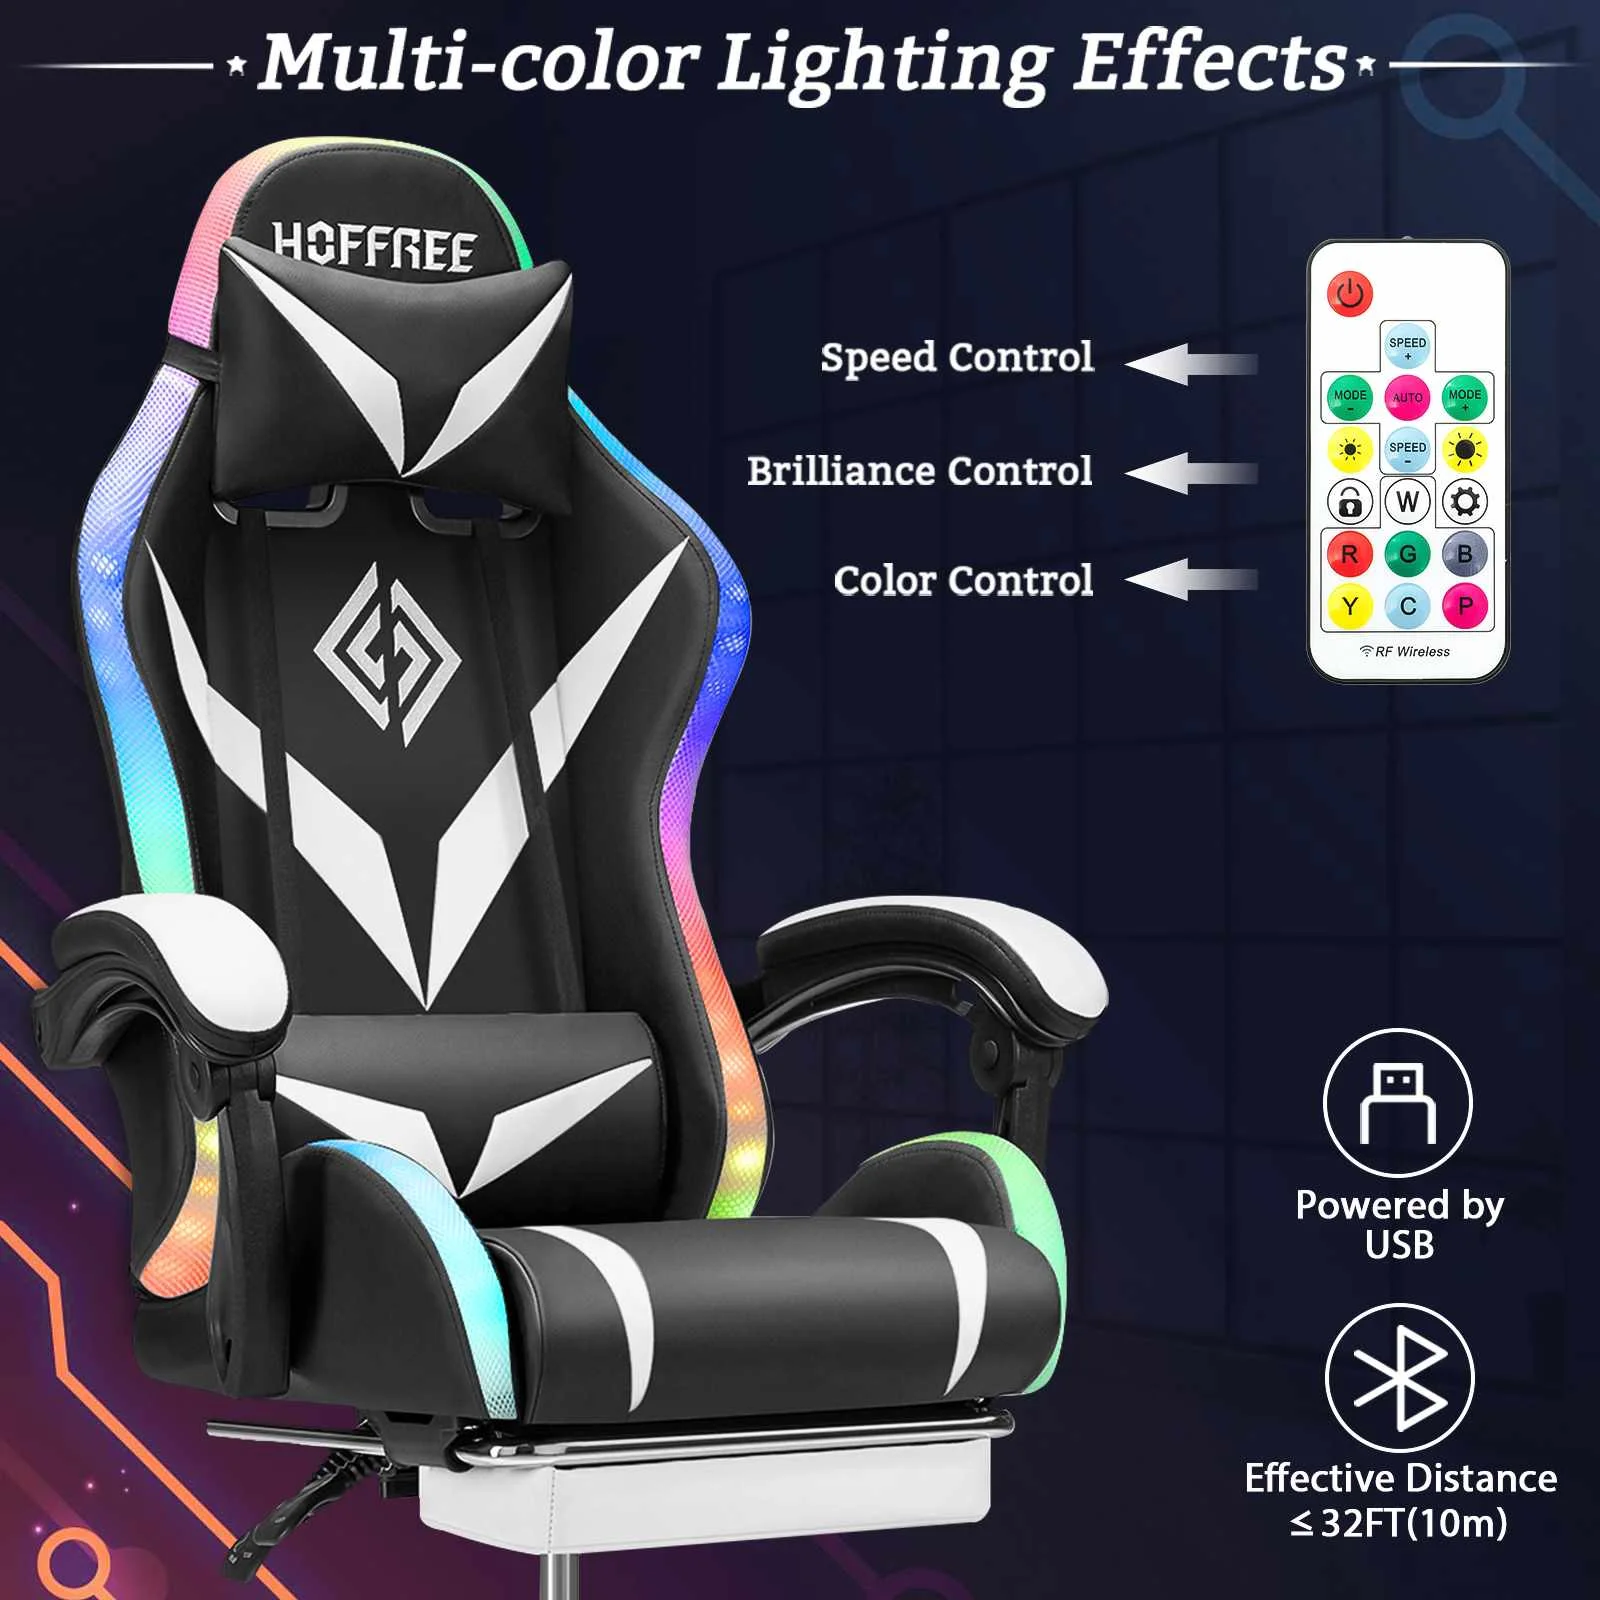 Multi-color Lighting Effects
HOFFREE
Speed Control
Brilliance Control
Color Control
SPEED
+
MODE
-
AUTO
MODE
+
SPEED
-
W
R G B
Y C P
RF Wireless
Powered by
USB
Effective Distance
≤ 32FT(10m)